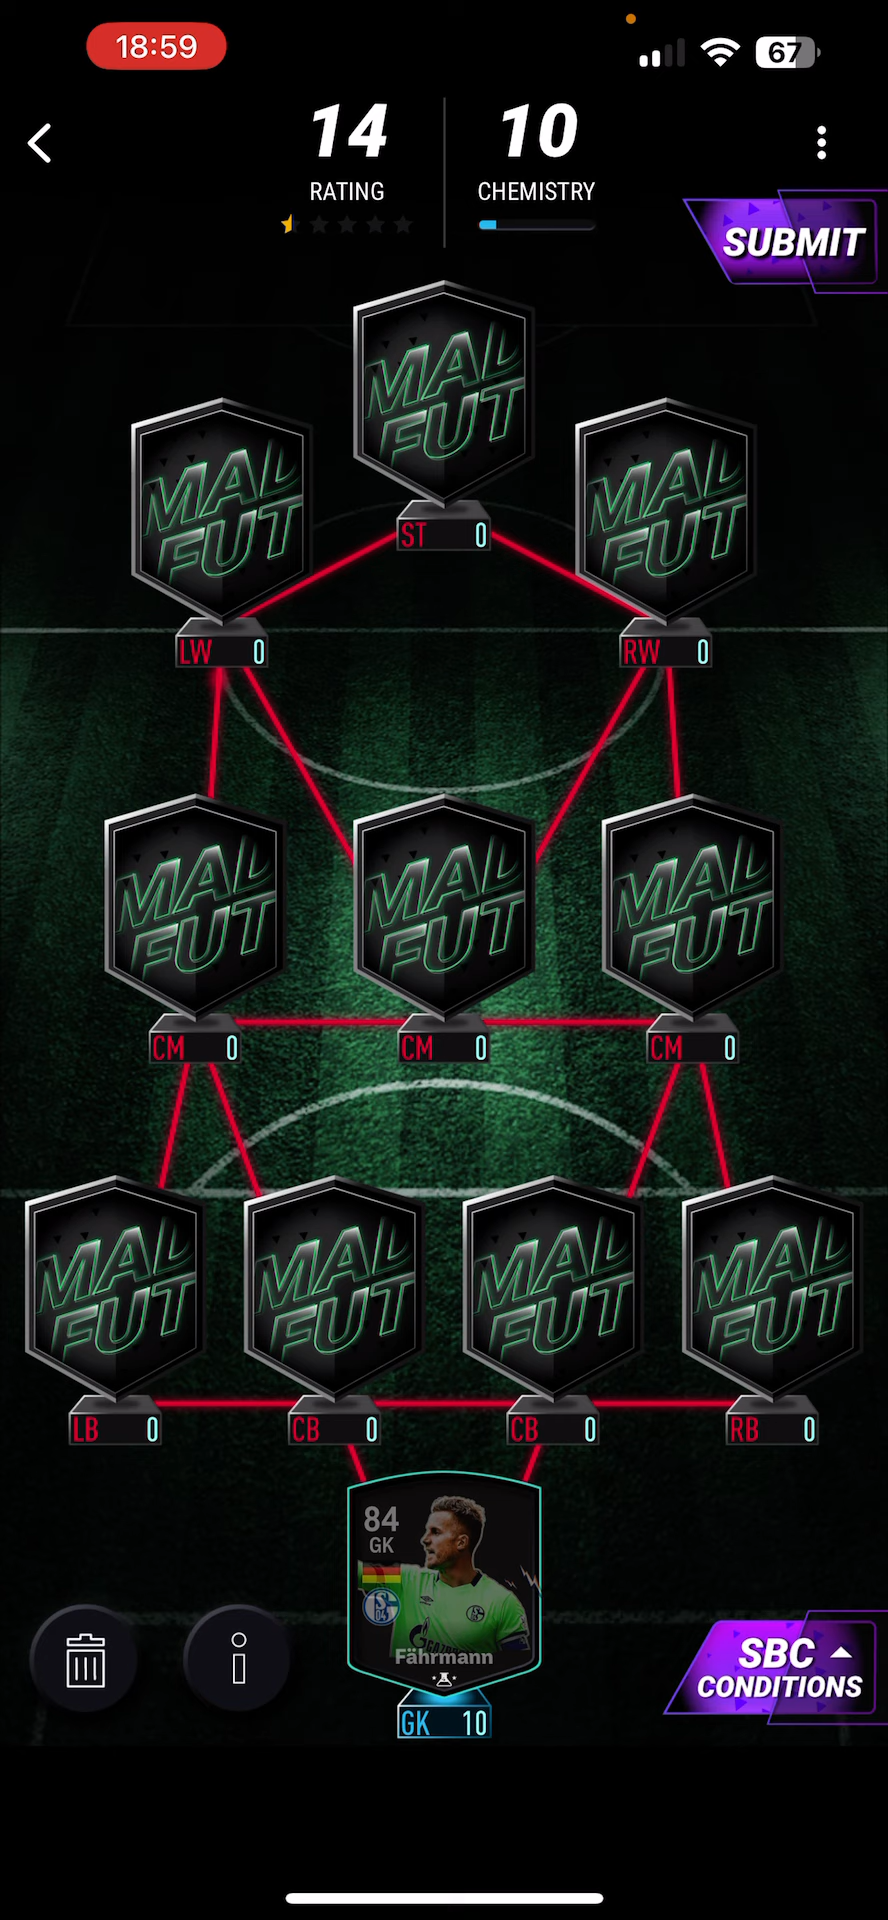 18:59
67
14
10
RATING
CHEMISTRY
SUBMIT
MAD
FUT
ST 0
MAD
FUT
LW 0
MAD
FUT
RW 0
MAD
FUT
CM 0
MAD
FUT
CM 0
MAD
FUT
CM 0
MAD
FUT
LB 0
MAD
FUT
CB 0
MAD
FUT
CB 0
MAD
FUT
RB 0
84
GK
S04
GAZPROM
Fährmann
GK 10
SBC
CONDITIONS